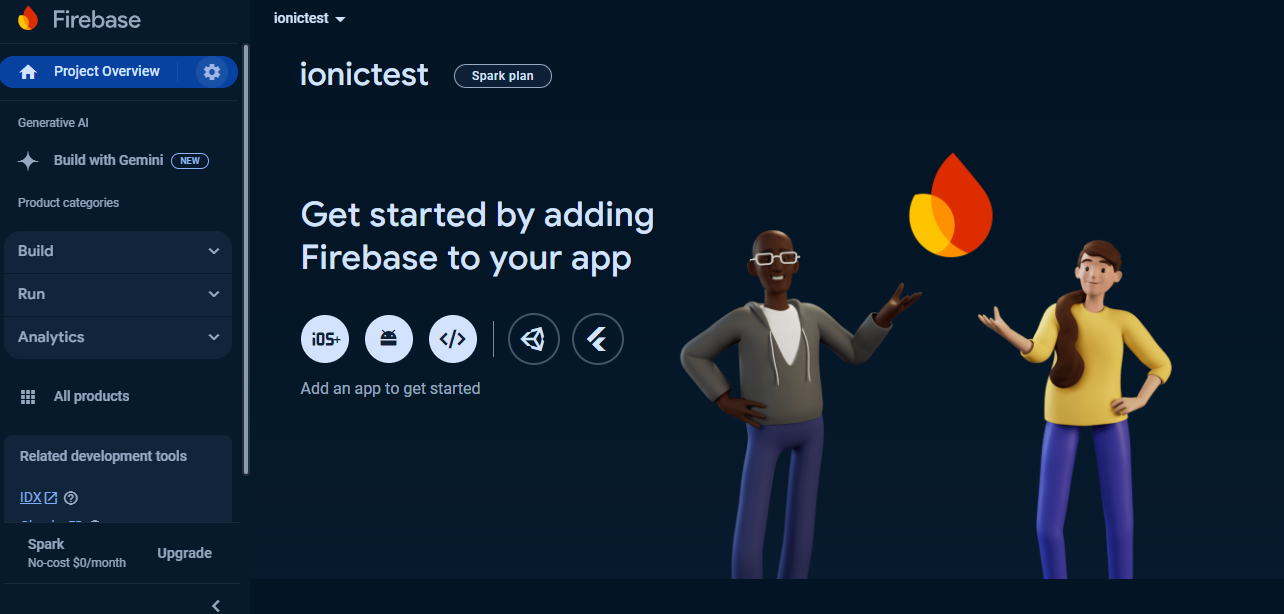 Firebase
Project Overview
Generative AI
Build with Gemini NEW
Product categories
Build
Run
Analytics
All products
Related development tools
IDX
Spark
No-cost $0/month
Upgrade
ionictest
ionictest
Spark plan
Get started by adding
Firebase to your app
iOS+
</>
Add an app to get started